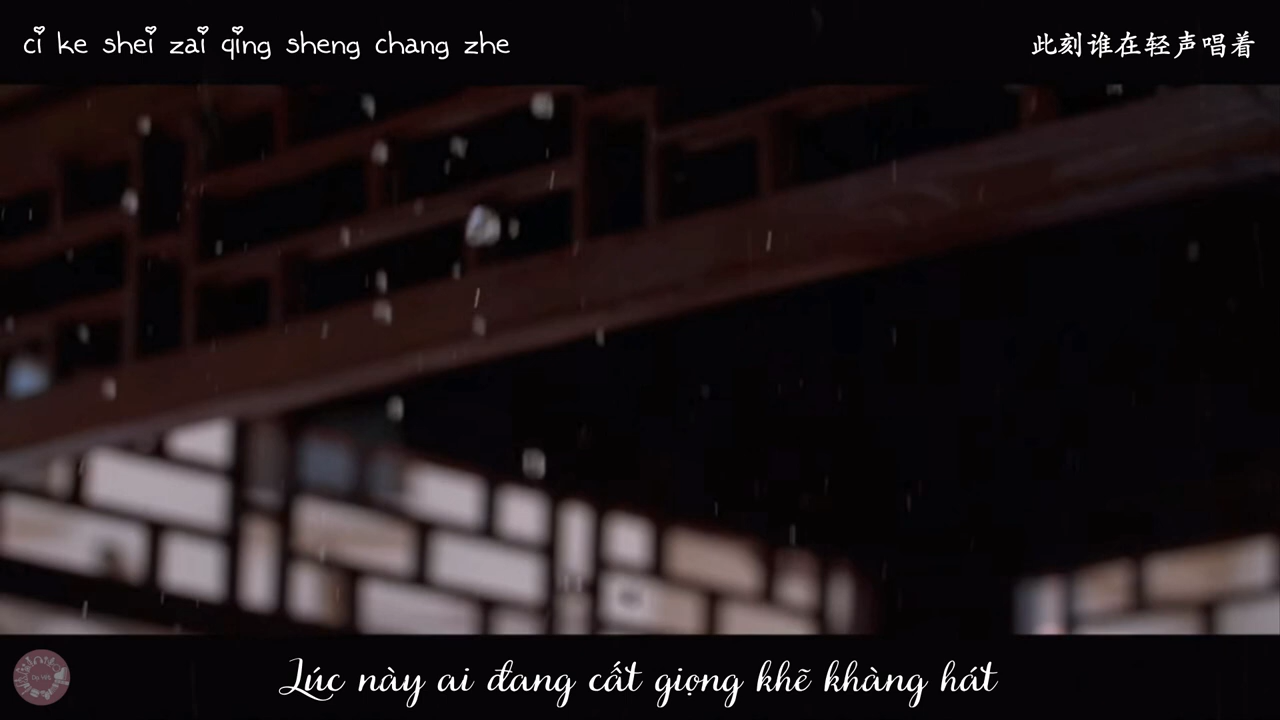 ci ke shei zai qing sheng chang zhe
此刻谁在轻声唱着
Lúc này ai đang cất giọng khẽ khàng hát